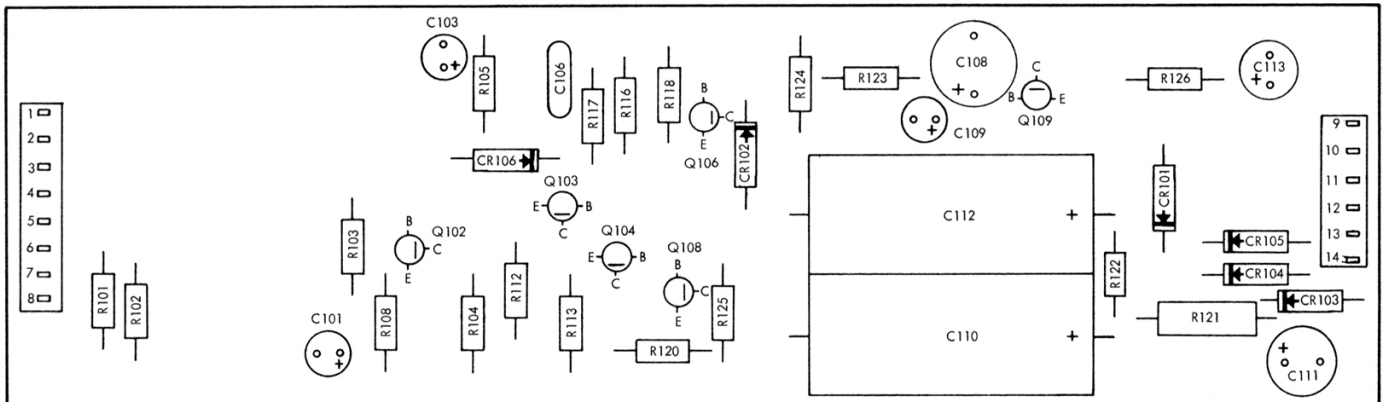 C103
R105
C106
R117
R116
R118
B
C
E
Q106
CR102
R124
R123
C108
+
+
C109
C
B
E
Q109
R126
C113
+
+
1
2
3
4
5
6
7
8
9
10
11
12
13
14
CR106
Q103
E
B
C
R103
B
Q102
C
E
Q104
E
B
C
Q108
B
C
E
C112
+
CR101
CR105
CR104
CR103
R122
R101
R102
C101
+
R108
R104
R112
R113
R120
R125
C110
+
R121
+
C111